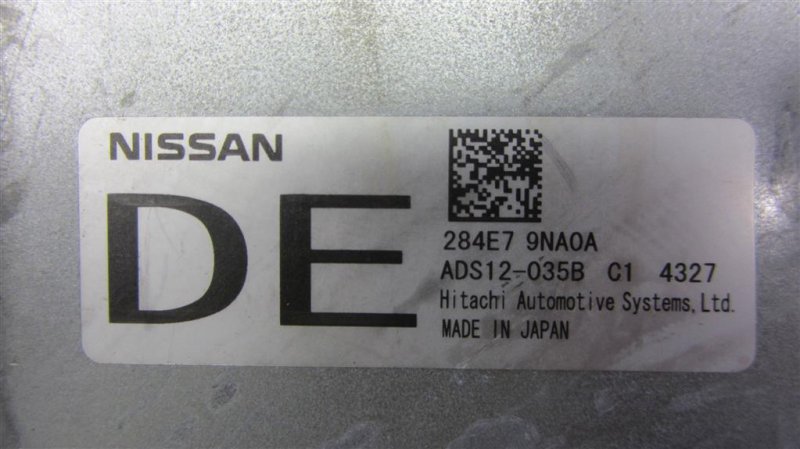 NISSAN
DE
284E7 9NA0A
ADS12-035B C1 4327
Hitachi Automotive Systems,Ltd.
MADE IN JAPAN